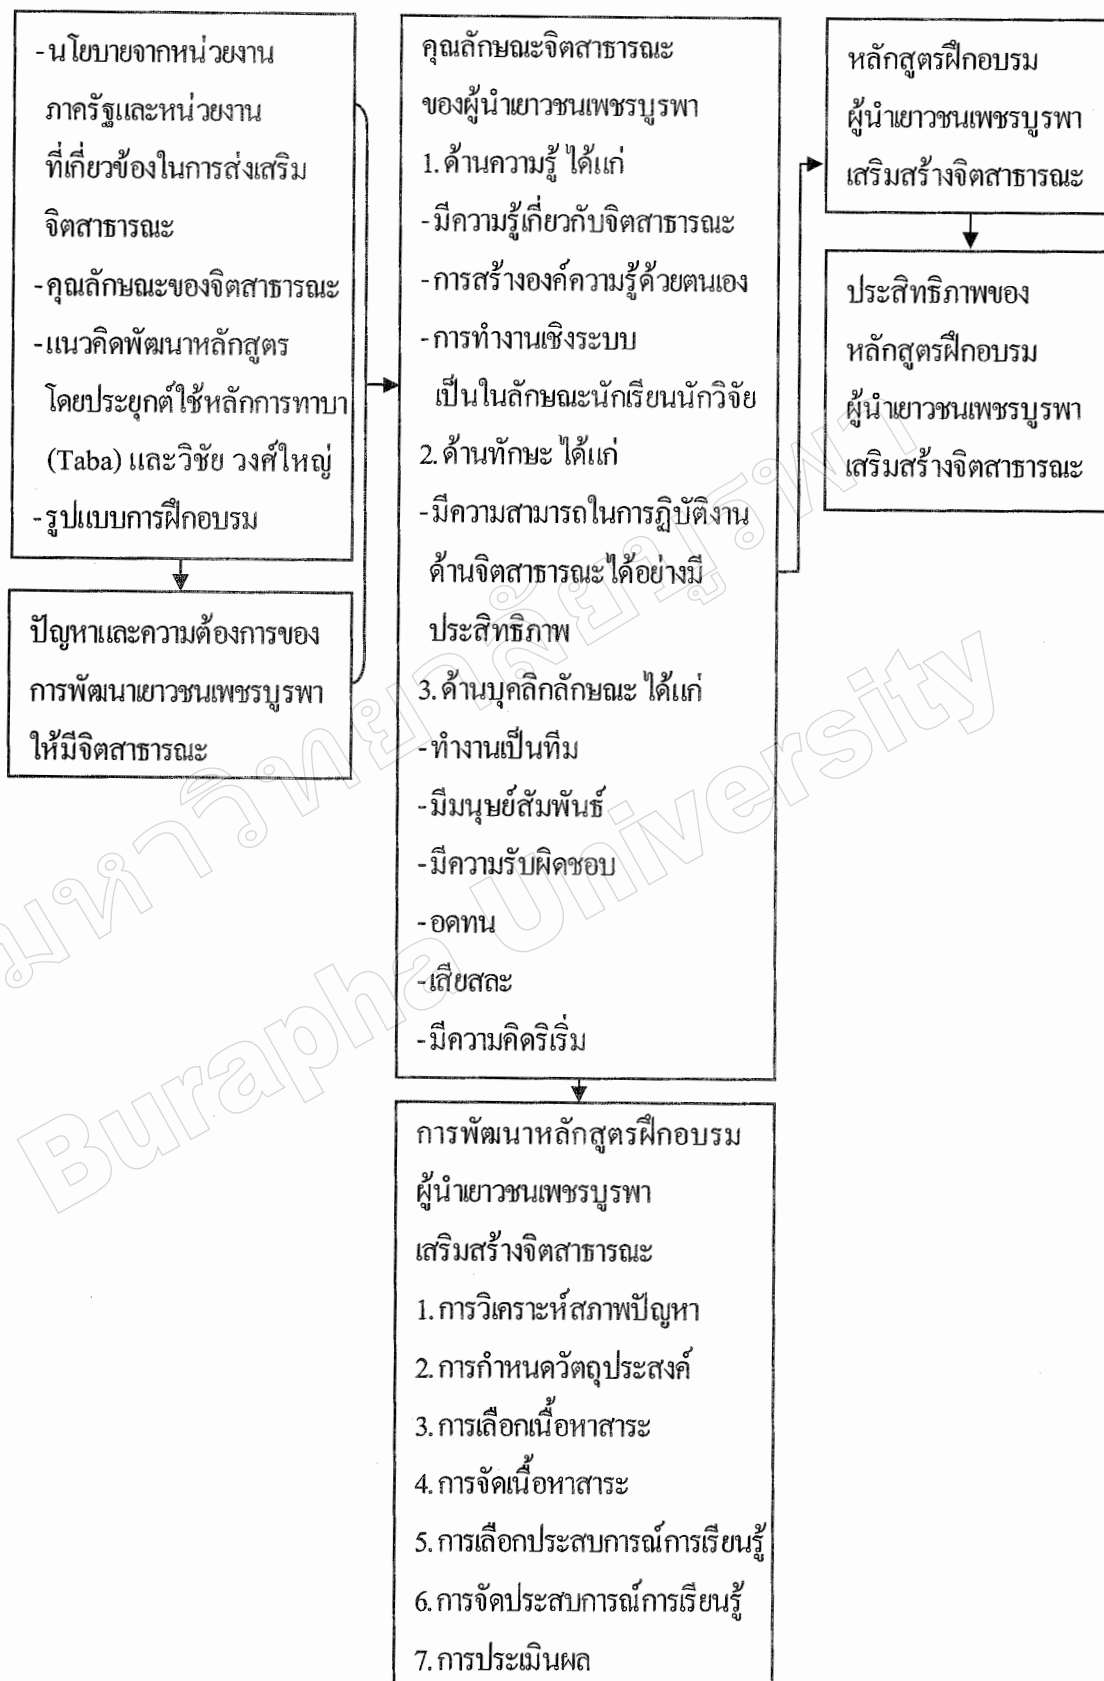 -นโยบายจากหน่วยงาน
ภาครัฐและหน่วยงาน
ที่เกี่ยวข้องในการส่งเสริม
จิตสาธารณะ
-คุณลักษณะของจิตสาธารณะ
-แนวคิดพัฒนาหลักสูตร
โดยประยุกต์ใช้หลักการทาบา
(Taba) และวิชัย วงศ์ใหญ่
-รูปแบบการฝึกอบรม
ปัญหาและความต้องการของ
การพัฒนาเยาวชนเพชรบูรพา
ให้มีจิตสาธารณะ
คุณลักษณะจิตสาธารณะ
ของผู้นำเยาวชนเพชรบูรพา
1. ด้านความรู้ ได้แก่
-มีความรู้เกี่ยวกับจิตสาธารณะ
-การสร้างองค์ความรู้ด้วยตนเอง
-การทำงานเชิงระบบ
เป็นในลักษณะนักเรียนนักวิจัย
2. ด้านทักษะ ได้แก่
-มีความสามารถในการฏิบัติงาน
ด้านจิตสาธารณะได้อย่างมี
ประสิทธิภาพ
3. ด้านบุคลิกลักษณะ ได้แก่
-ทำงานเป็นทีม
-มีมนุษย์สัมพันธ์
-มีความรับผิดชอบ
-อดทน
-เสียสละ
-มีความคิดริเริ่ม
การพัฒนาหลักสูตรฝึกอบรม
ผู้นำเยาวชนเพชรบูรพา
เสริมสร้างจิตสาธารณะ
1. การวิเคราะห์สภาพปัญหา
2. การกำหนดวัตถุประสงค์
3. การเลือกเนื้อหาสาระ
4. การจัดเนื้อหาสาระ
5. การเลือกประสบการณ์การเรียนรู้
6. การจัดประสบการณ์การเรียนรู้
7. การประเมินผล
หลักสูตรฝึกอบรม
ผู้นำเยาวชนเพชรบูรพา
เสริมสร้างจิตสาธารณะ
ประสิทธิภาพของ
หลักสูตรฝึกอบรม
ผู้นำเยาวชนเพชรบูรพา
เสริมสร้างจิตสาธารณะ
มหาวิทยาลัยบูรพา
Burapha University